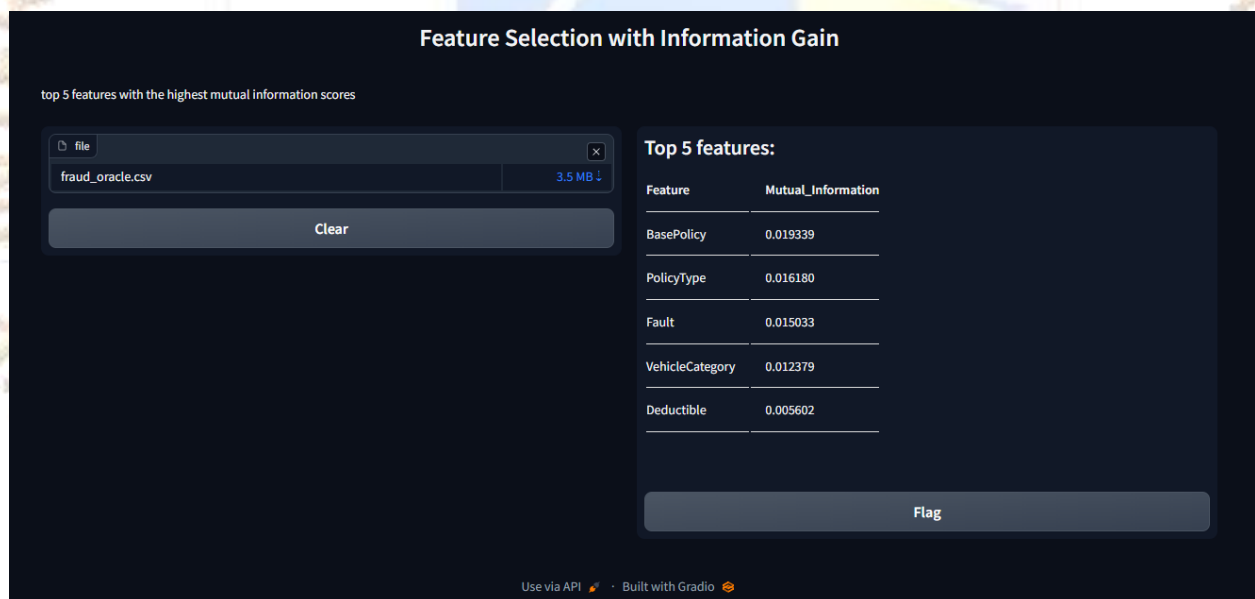 Feature Selection with Information Gain
top 5 features with the highest mutual information scores
file
fraud_oracle.csv 3.5 MB ↓
Clear
Top 5 features:
Feature Mutual_Information
BasePolicy 0.019339
PolicyType 0.016180
Fault 0.015033
VehicleCategory 0.012379
Deductible 0.005602
Flag
Use via API · Built with Gradio